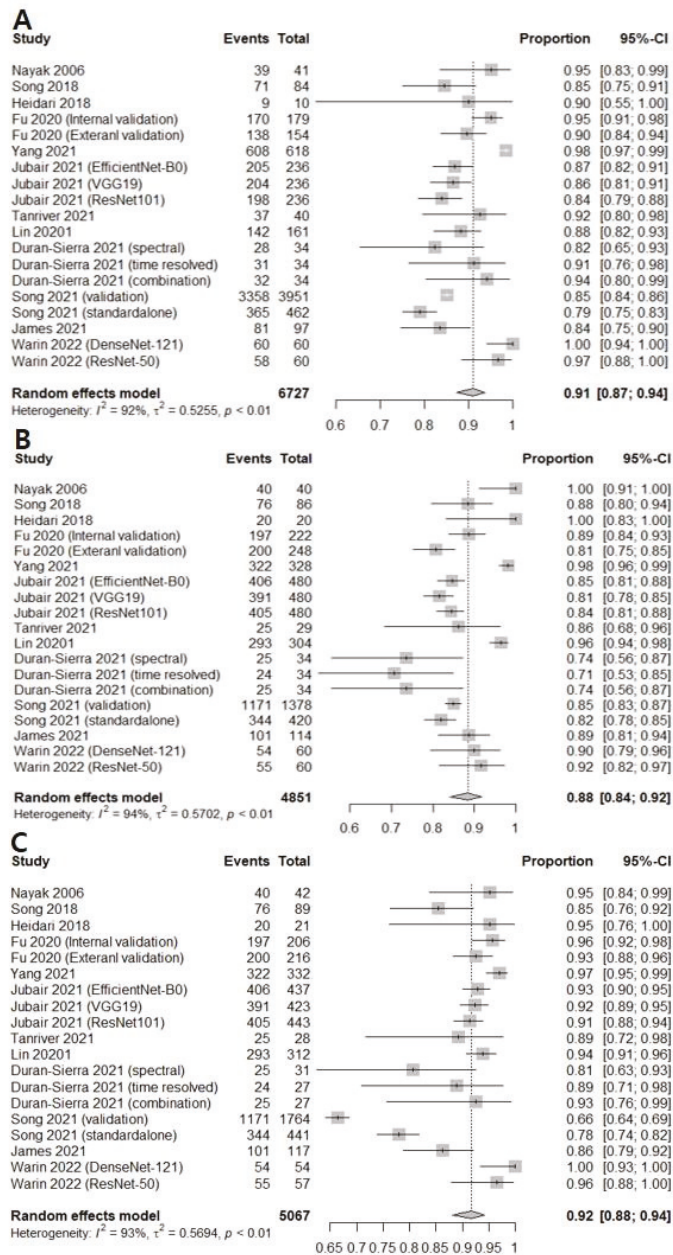 A
Study Events Total Proportion 95%-CI
Nayak 2006 39 41 0.95 [0.83; 0.99]
Song 2018 71 84 0.85 [0.75; 0.91]
Heidari 2018 9 10 0.90 [0.55; 1.00]
Fu 2020 (Internal validation) 170 179 0.95 [0.91; 0.98]
Fu 2020 (Exteranl validation) 138 154 0.90 [0.84; 0.94]
Yang 2021 608 618 0.98 [0.97; 0.99]
Jubair 2021 (EfficientNet-B0) 205 236 0.87 [0.82; 0.91]
Jubair 2021 (VGG19) 204 236 0.86 [0.81; 0.91]
Jubair 2021 (ResNet101) 198 236 0.84 [0.79; 0.88]
Tanriver 2021 37 40 0.92 [0.80; 0.98]
Lin 20201 142 161 0.88 [0.82; 0.93]
Duran-Sierra 2021 (spectral) 28 34 0.82 [0.65; 0.93]
Duran-Sierra 2021 (time resolved) 31 34 0.91 [0.76; 0.98]
Duran-Sierra 2021 (combination) 32 34 0.94 [0.80; 0.99]
Song 2021 (validation) 3358 3951 0.85 [0.84; 0.86]
Song 2021 (standardalone) 365 462 0.79 [0.75; 0.83]
James 2021 81 97 0.84 [0.75; 0.90]
Warin 2022 (DenseNet-121) 60 60 1.00 [0.94; 1.00]
Warin 2022 (ResNet-50) 58 60 0.97 [0.88; 1.00]
Random effects model 6727 0.91 [0.87; 0.94]
Heterogeneity: I² = 92%, τ² = 0.5255, p < 0.01
0.6 0.7 0.8 0.9 1
B
Study Events Total Proportion 95%-CI
Nayak 2006 40 40 1.00 [0.91; 1.00]
Song 2018 76 86 0.88 [0.80; 0.94]
Heidari 2018 20 20 1.00 [0.83; 1.00]
Fu 2020 (Internal validation) 197 222 0.89 [0.84; 0.93]
Fu 2020 (Exteranl validation) 200 248 0.81 [0.75; 0.85]
Yang 2021 322 328 0.98 [0.96; 0.99]
Jubair 2021 (EfficientNet-B0) 406 480 0.85 [0.81; 0.88]
Jubair 2021 (VGG19) 391 480 0.81 [0.78; 0.85]
Jubair 2021 (ResNet101) 405 480 0.84 [0.81; 0.88]
Tanriver 2021 25 29 0.86 [0.68; 0.96]
Lin 20201 293 304 0.96 [0.94; 0.98]
Duran-Sierra 2021 (spectral) 25 34 0.74 [0.56; 0.87]
Duran-Sierra 2021 (time resolved) 24 34 0.71 [0.53; 0.85]
Duran-Sierra 2021 (combination) 25 34 0.74 [0.56; 0.87]
Song 2021 (validation) 1171 1378 0.85 [0.83; 0.87]
Song 2021 (standardalone) 344 420 0.82 [0.78; 0.85]
James 2021 101 114 0.89 [0.81; 0.94]
Warin 2022 (DenseNet-121) 54 60 0.90 [0.79; 0.96]
Warin 2022 (ResNet-50) 55 60 0.92 [0.82; 0.97]
Random effects model 4851 0.88 [0.84; 0.92]
Heterogeneity: I² = 94%, τ² = 0.5702, p < 0.01
0.6 0.7 0.8 0.9 1
C
Study Events Total Proportion 95%-CI
Nayak 2006 40 42 0.95 [0.84; 0.99]
Song 2018 76 89 0.85 [0.76; 0.92]
Heidari 2018 20 21 0.95 [0.76; 1.00]
Fu 2020 (Internal validation) 197 206 0.96 [0.92; 0.98]
Fu 2020 (Exteranl validation) 200 216 0.93 [0.88; 0.96]
Yang 2021 322 332 0.97 [0.95; 0.99]
Jubair 2021 (EfficientNet-B0) 406 437 0.93 [0.90; 0.95]
Jubair 2021 (VGG19) 391 423 0.92 [0.89; 0.95]
Jubair 2021 (ResNet101) 405 443 0.91 [0.88; 0.94]
Tanriver 2021 25 28 0.89 [0.72; 0.98]
Lin 20201 293 312 0.94 [0.91; 0.96]
Duran-Sierra 2021 (spectral) 25 31 0.81 [0.63; 0.93]
Duran-Sierra 2021 (time resolved) 24 27 0.89 [0.71; 0.98]
Duran-Sierra 2021 (combination) 25 27 0.93 [0.76; 0.99]
Song 2021 (validation) 1171 1764 0.66 [0.64; 0.69]
Song 2021 (standardalone) 344 441 0.78 [0.74; 0.82]
James 2021 101 117 0.86 [0.79; 0.92]
Warin 2022 (DenseNet-121) 54 54 1.00 [0.93; 1.00]
Warin 2022 (ResNet-50) 55 57 0.96 [0.88; 1.00]
Random effects model 5067 0.92 [0.88; 0.94]
Heterogeneity: I² = 93%, τ² = 0.5694, p < 0.01
0.65 0.7 0.75 0.8 0.85 0.9 0.95 1